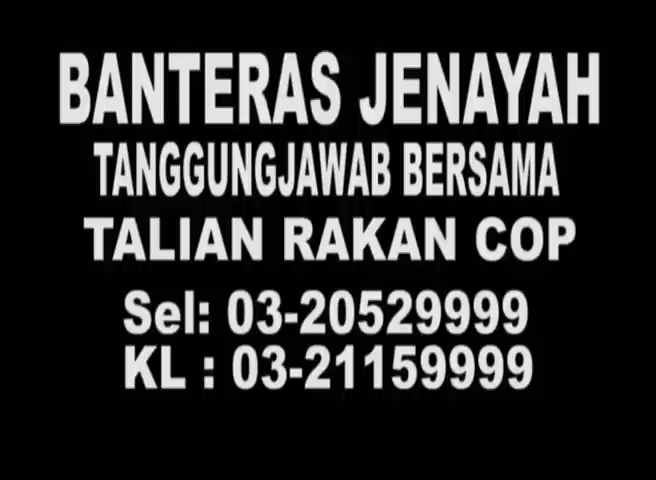 BANTERAS JENAYAH
TANGGUNGJAWAB BERSAMA
TALIAN RAKAN COP
Sel: 03-20529999
KL : 03-21159999